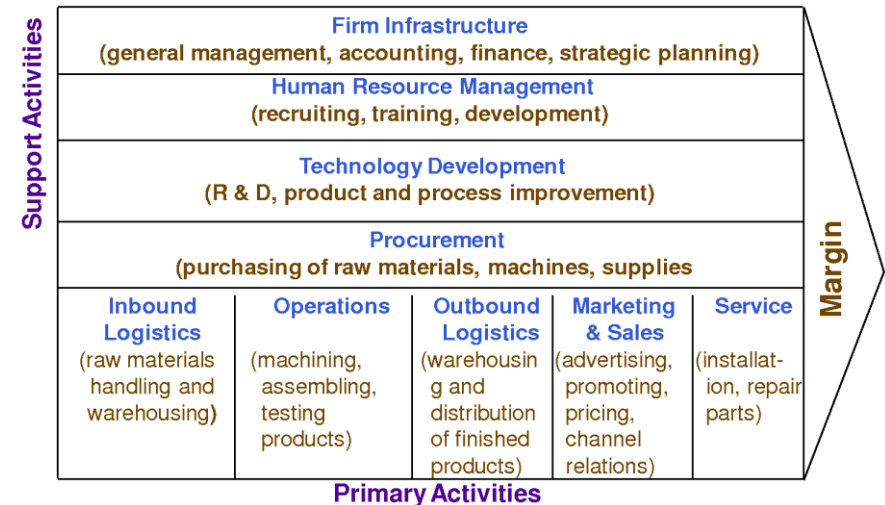 Support Activities
Firm Infrastructure
(general management, accounting, finance, strategic planning)
Human Resource Management
(recruiting, training, development)
Technology Development
(R & D, product and process improvement)
Procurement
(purchasing of raw materials, machines, supplies
Inbound
Logistics
(raw materials
handling and
warehousing)
Operations
(machining,
assembling,
testing
products)
Outbound
Logistics
(warehousin
g and
distribution
of finished
products)
Marketing
& Sales
(advertising,
promoting,
pricing,
channel
relations)
Service
(installat-
ion, repair
parts)
Margin
Primary Activities